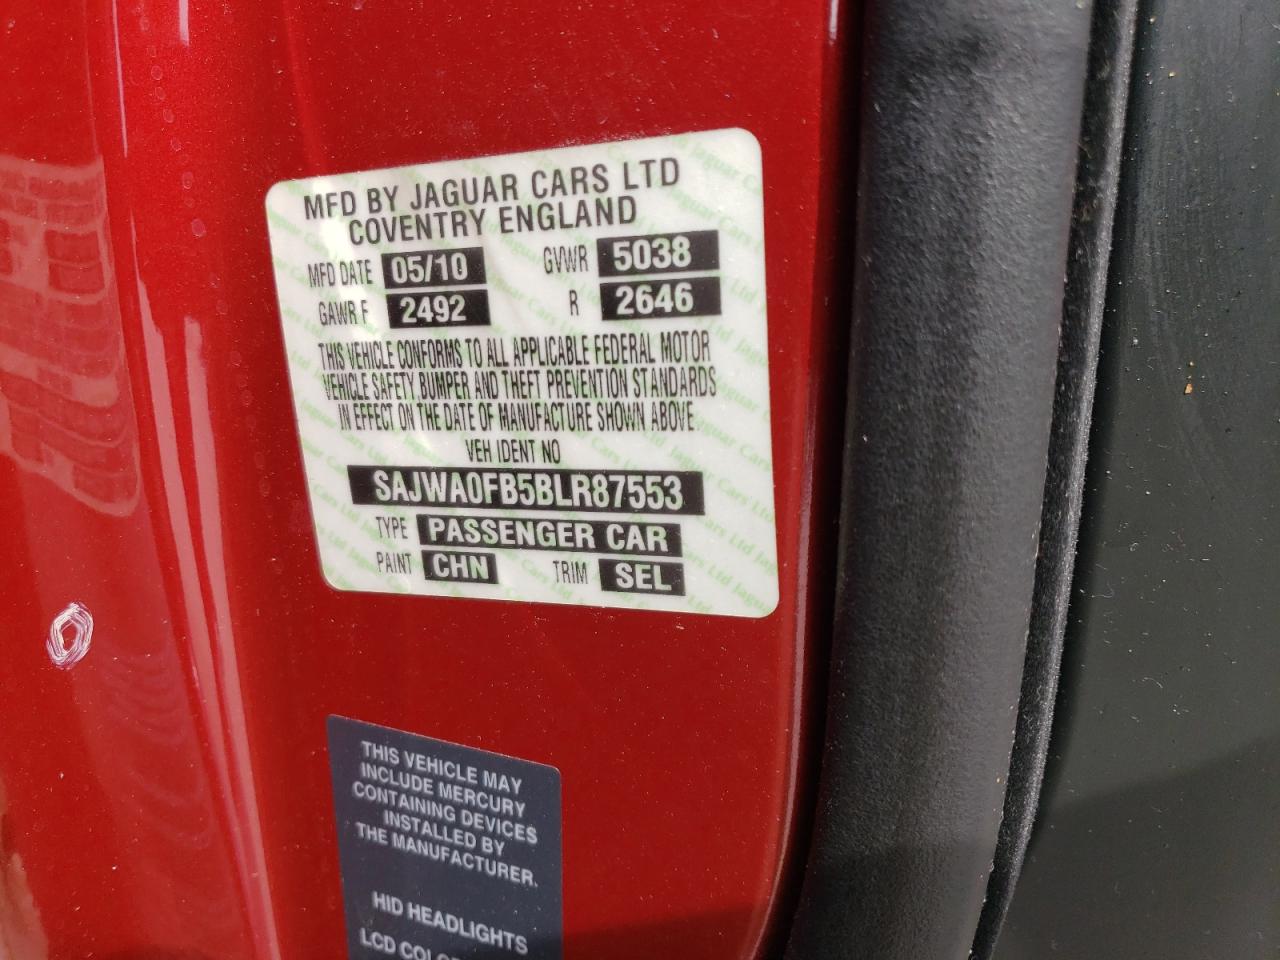 MFD BY JAGUAR CARS LTD
COVENTRY ENGLAND
MFD DATE 05/10 GVWR 5038
GAWR F 2492 R 2646
THIS VEHICLE CONFORMS TO ALL APPLICABLE FEDERAL MOTOR
VEHICLE SAFETY, BUMPER AND THEFT PREVENTION STANDARDS
IN EFFECT ON THE DATE OF MANUFACTURE SHOWN ABOVE.
VEH IDENT NO
SAJWA0FB5BLR87553
TYPE PASSENGER CAR
PAINT CHN TRIM SEL
THIS VEHICLE MAY
INCLUDE MERCURY
CONTAINING DEVICES
INSTALLED BY
THE MANUFACTURER.
HID HEADLIGHTS
LCD